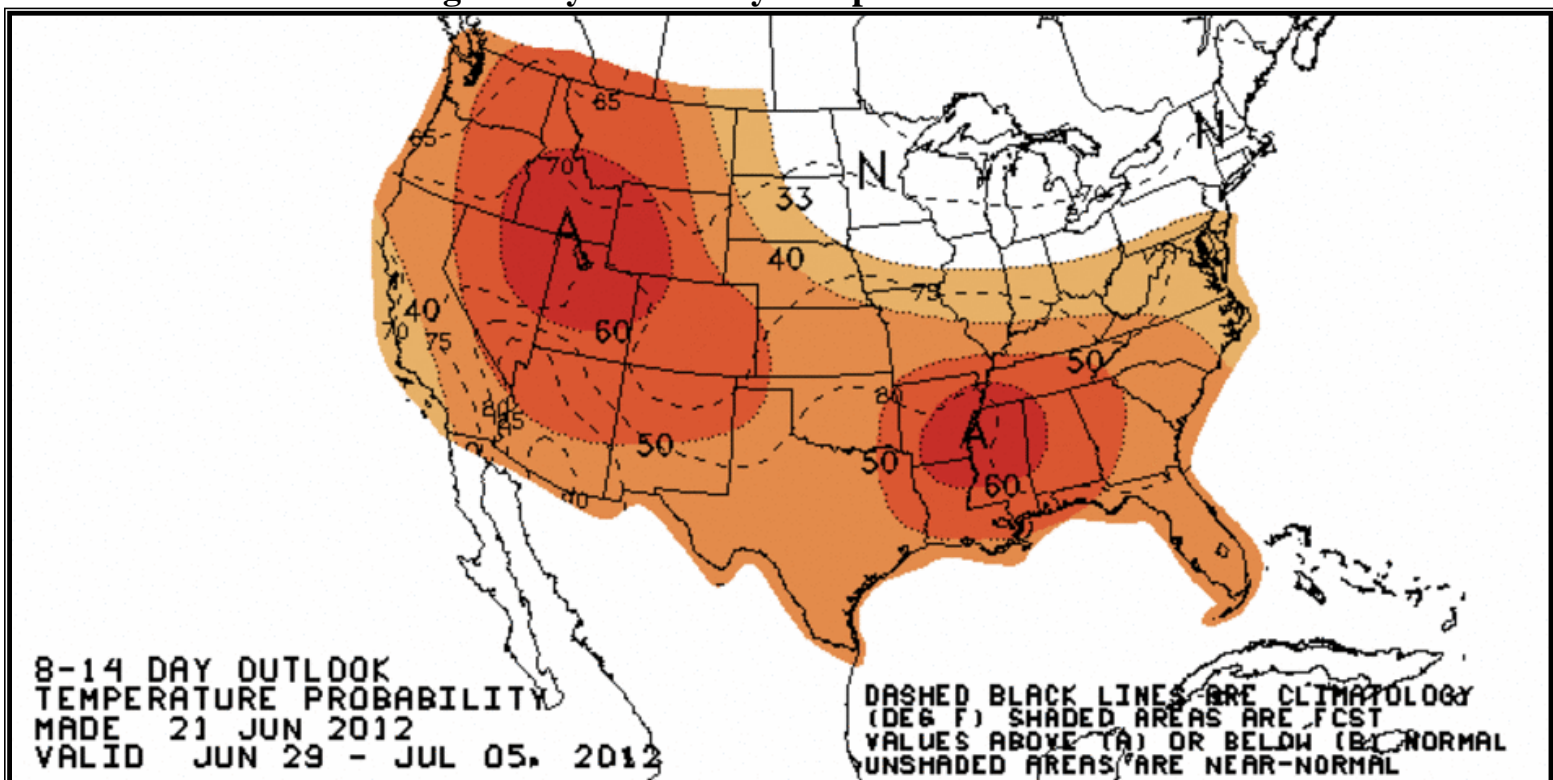 65
65
N
70
N
33
70
A
40
75
40
60
70
75
50
80
80
85
A
50
50
60
90
8-14 DAY OUTLOOK
TEMPERATURE PROBABILITY
MADE 21 JUN 2012
VALID JUN 29 - JUL 05, 2012
DASHED BLACK LINES ARE CLIMATOLOGY
(DEG F) SHADED AREAS ARE FCST
VALUES ABOVE (A) OR BELOW (B) NORMAL
UNSHADED AREAS ARE NEAR-NORMAL